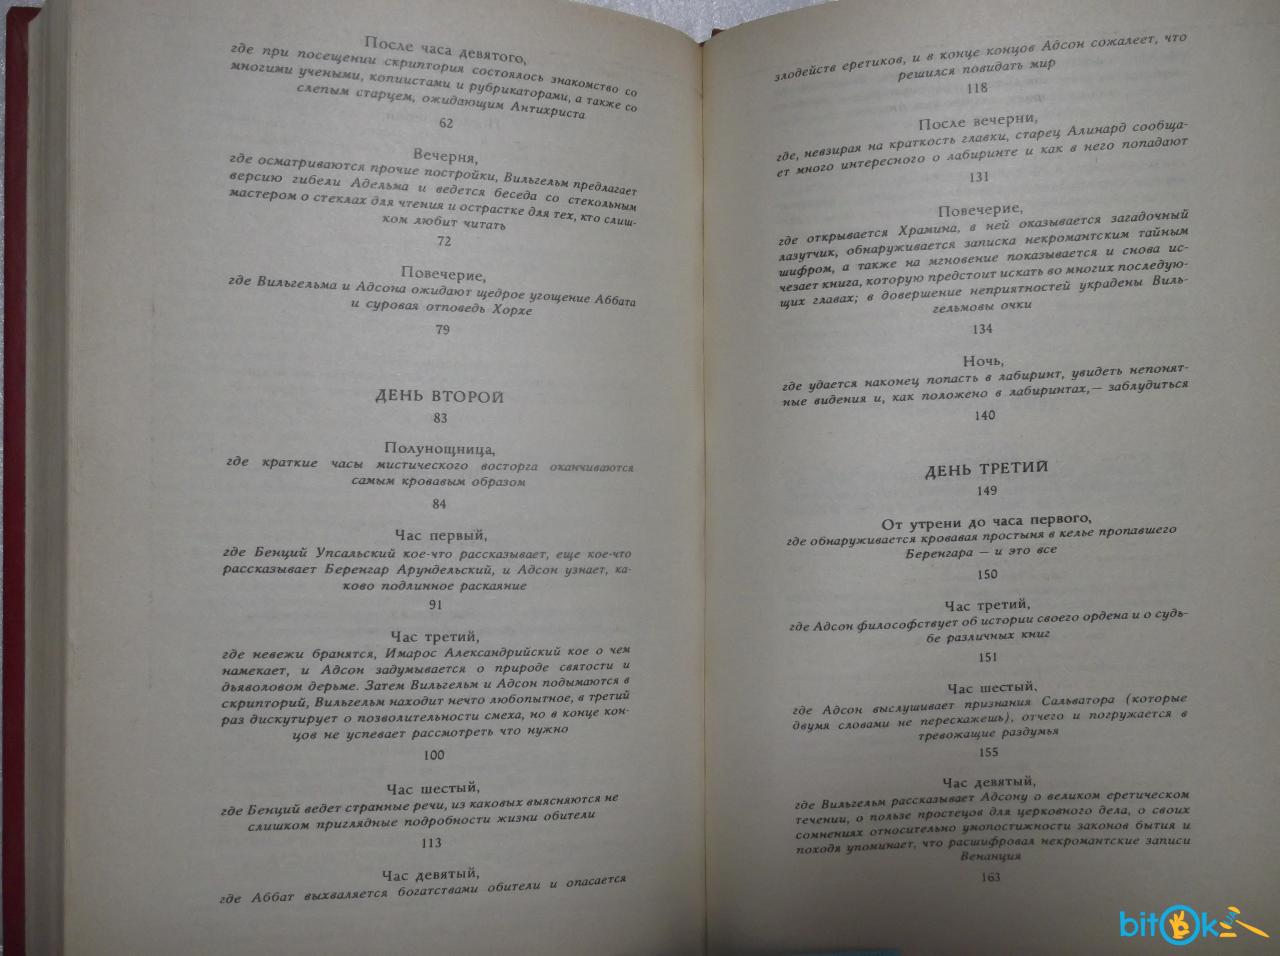 После часа девятого,
где при посещении скриптория состоялось знакомство со
многими учеными, копиистами и рубрикаторами, а также со
слепым старцем, ожидающим Антихриста
62
Вечерня,
где осматриваются прочие постройки, Вильгельм предлагает
версию гибели Адельма и ведется беседа со стекольным
мастером о стеклах для чтения и острастке для тех, кто слиш-
ком любит читать
72
Повечерие,
где Вильгельма и Адсона ожидают щедрое угощение Аббата
и суровая отповедь Хорхе
79
ДЕНЬ ВТОРОЙ
83
Полунощница,
где краткие часы мистического восторга оканчиваются
самым кровавым образом
84
Час первый,
где Бенций Упсальский кое-что рассказывает, еще кое-что
рассказывает Беренгар Арундельский, и Адсон узнает, ка-
ково подлинное раскаяние
91
Час третий,
где невежи бранятся, Имарос Александрийский кое о чем
намекает, и Адсон задумывается о природе святости и
дьяволовом дерьме. Затем Вильгельм и Адсон подымаются в
скрипторий, Вильгельм находит нечто любопытное, в третий
раз дискутирует о позволительности смеха, но в конце кон-
цов не успевает рассмотреть что нужно
100
Час шестый,
где Бенций ведет странные речи, из каковых выясняются не
слишком приглядные подробности жизни обители
113
Час девятый,
где Аббат выхваляется богатствами обители и опасается
злодейств еретиков, и в конце концов Адсон сожалеет, что
решился повидать мир
118
После вечерни,
где, невзирая на краткость главки, старец Алинард сообща-
ет много интересного о лабиринте и как в него попадают
131
Повечерие,
где открывается Храмина, в ней оказывается загадочный
лазутчик, обнаруживается записка некромантским тайным
шифром, а также на мгновение показывается и снова ис-
чезает книга, которую предстоит искать во многих последую-
щих главах; в довершение неприятностей украдены Виль-
гельмовы очки
134
Ночь,
где удается наконец попасть в лабиринт, увидеть непонят-
ные видения и, как положено в лабиринтах,— заблудиться
140
ДЕНЬ ТРЕТИЙ
149
От утрени до часа первого,
где обнаруживается кровавая простыня в келье пропавшего
Беренгара — и это все
150
Час третий,
где Адсон философствует об истории своего ордена и о судь-
бе различных книг
151
Час шестый,
где Адсон выслушивает признания Сальватора (которые
двумя словами не перескажешь), отчего и погружается в
тревожащие раздумья
155
Час девятый,
где Вильгельм рассказывает Адсону о великом еретическом
течении, о пользе простецов для церковного дела, о своих
сомнениях относительно умопостижности законов бытия и
походя упоминает, что расшифровал некромантские записи
Венанция
163
bitOk